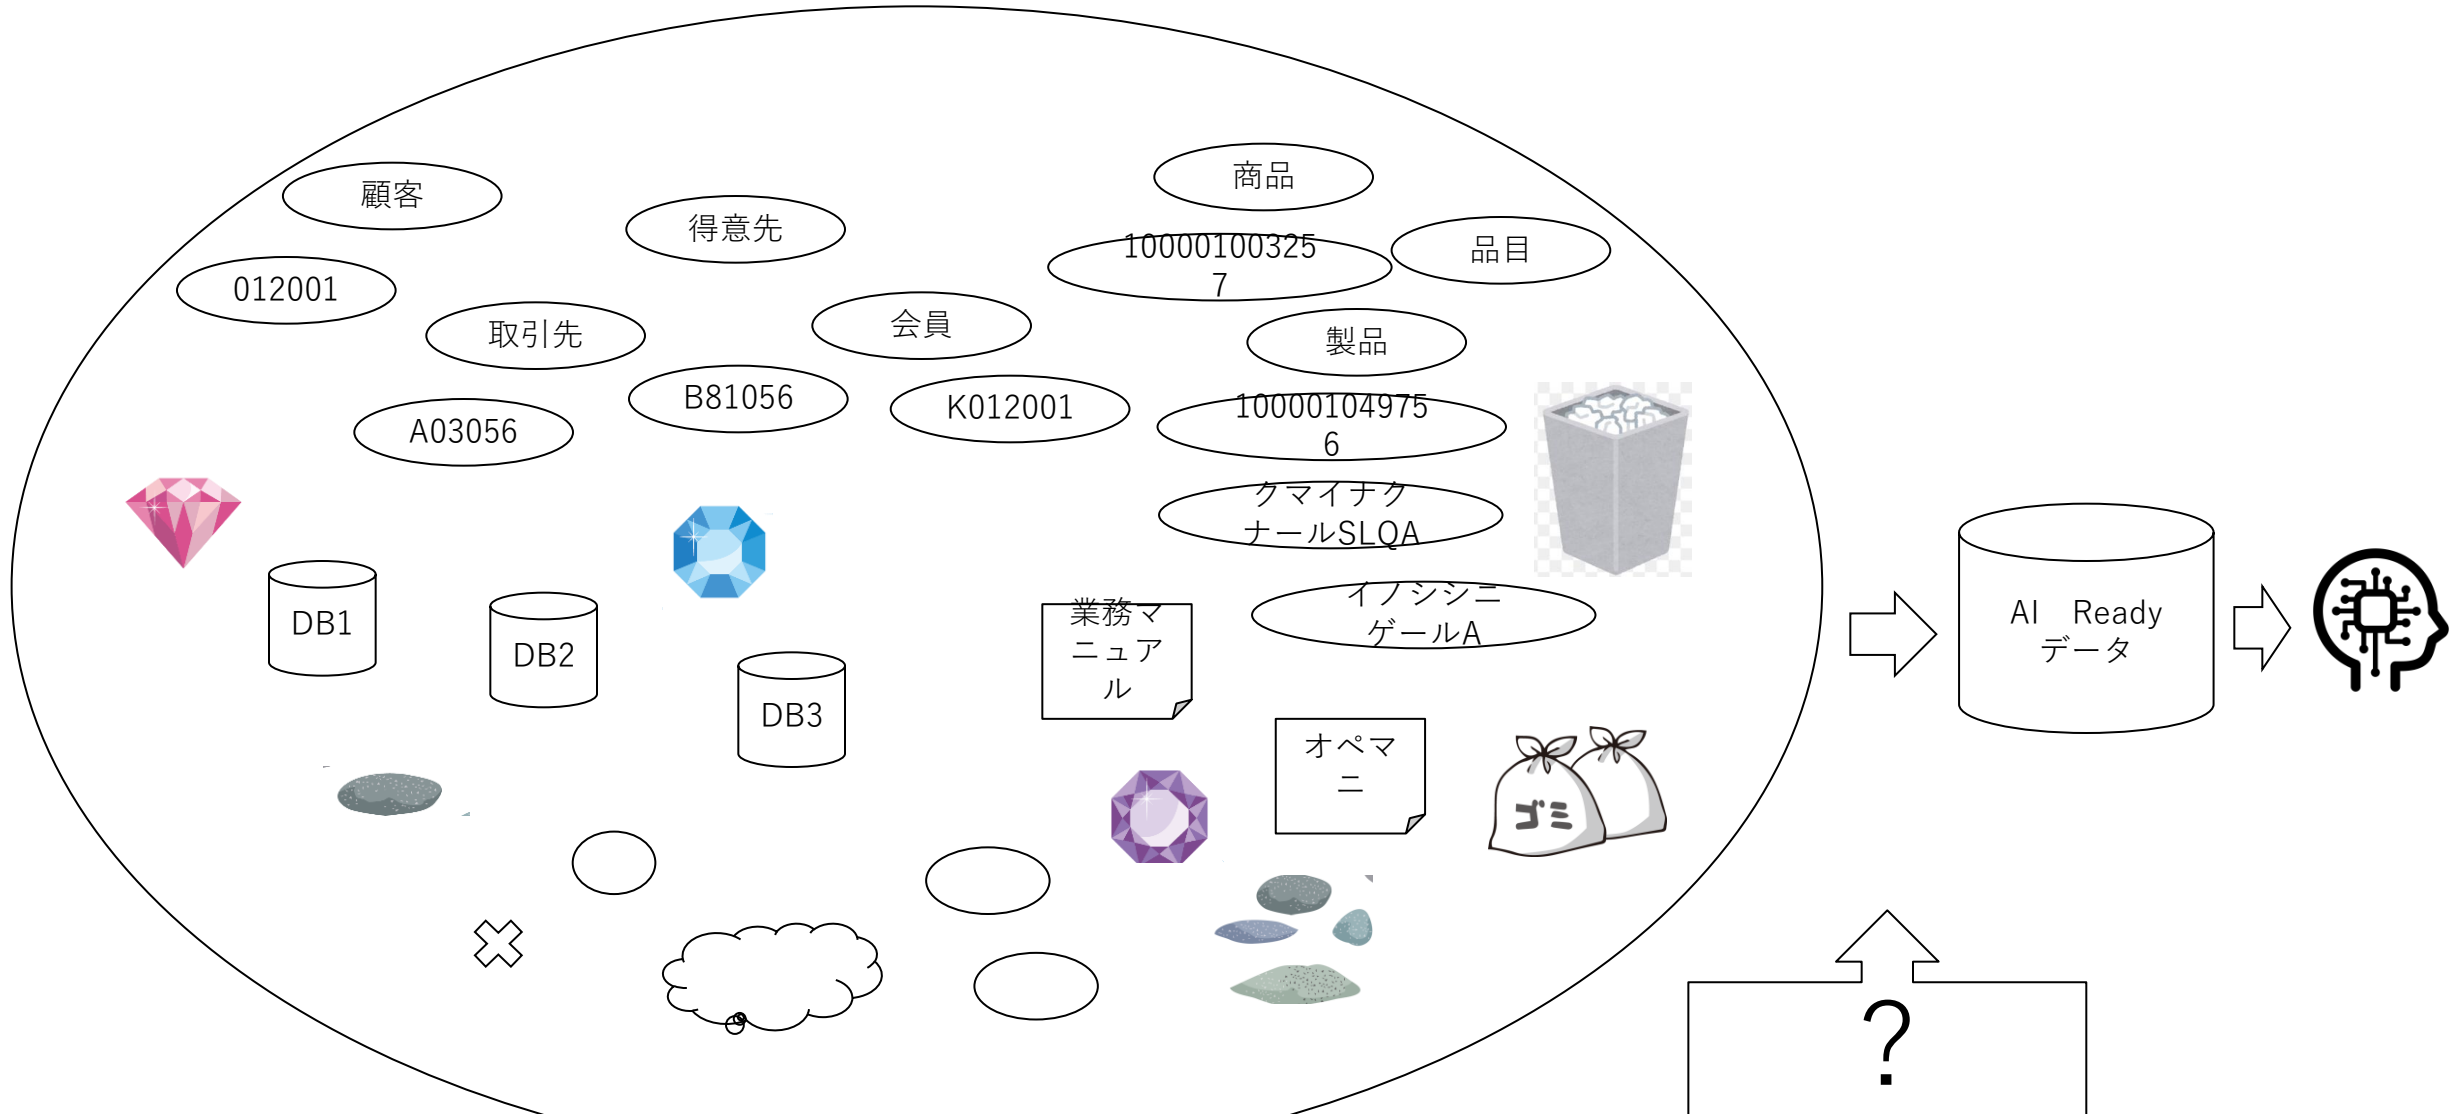 顧客
得意先
商品
10000100325
7
品目
012001
取引先
会員
製品
A03056
B81056
K012001
10000104975
6
クマイナク
ナールSLQA
イノシシニ
ゲールA
DB1
DB2
DB3
業務マ
ニュア
ル
オペマ
ニ
ゴミ
AI　Ready
データ
?